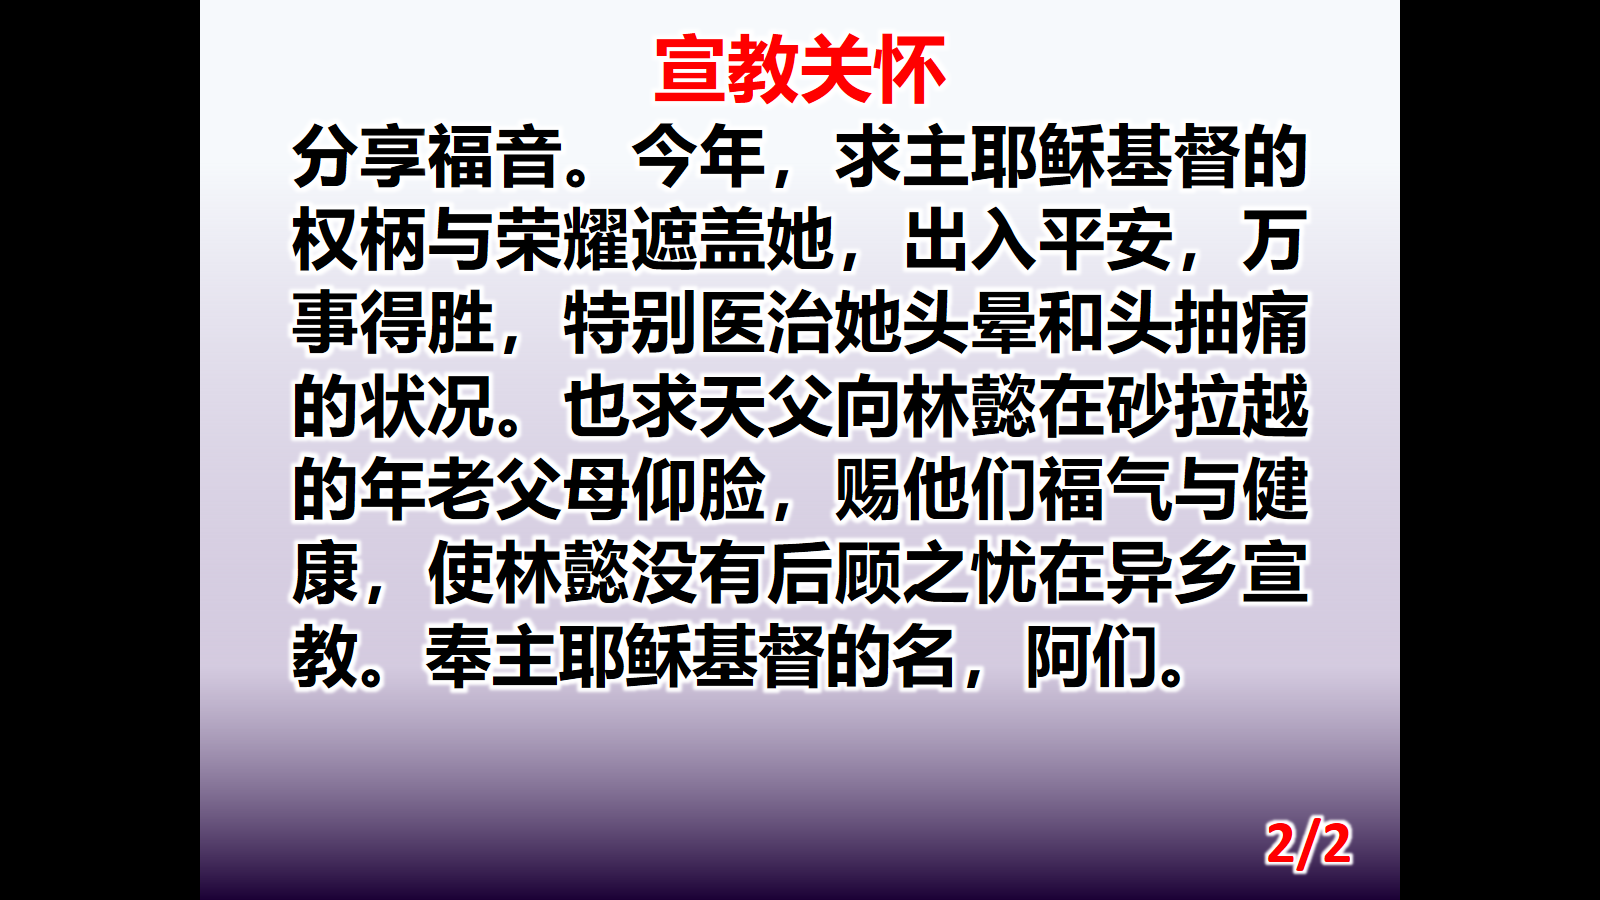 宣教关怀
分享福音。今年，求主耶稣基督的
权柄与荣耀遮盖她，出入平安，万
事得胜，特别医治她头晕和头抽痛
的状况。也求天父向林懿在砂拉越
的年老父母仰脸，赐他们福气与健
康，使林懿没有后顾之忧在异乡宣
教。奉主耶稣基督的名，阿们。
2/2